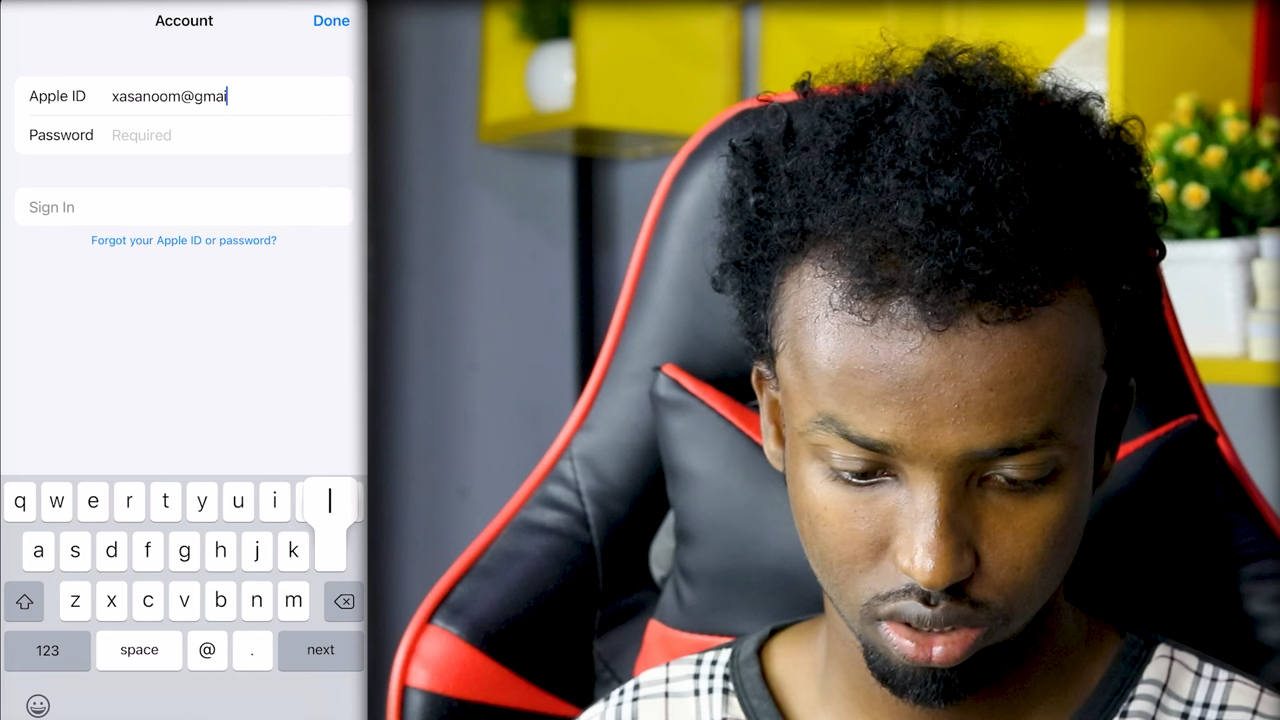 Account Done
Apple ID xasanoom@gmai
Password Required
Sign In
Forgot your Apple ID or password?
q w e r t y u i l
a s d f g h j k
z x c v b n m
123 space @ . next